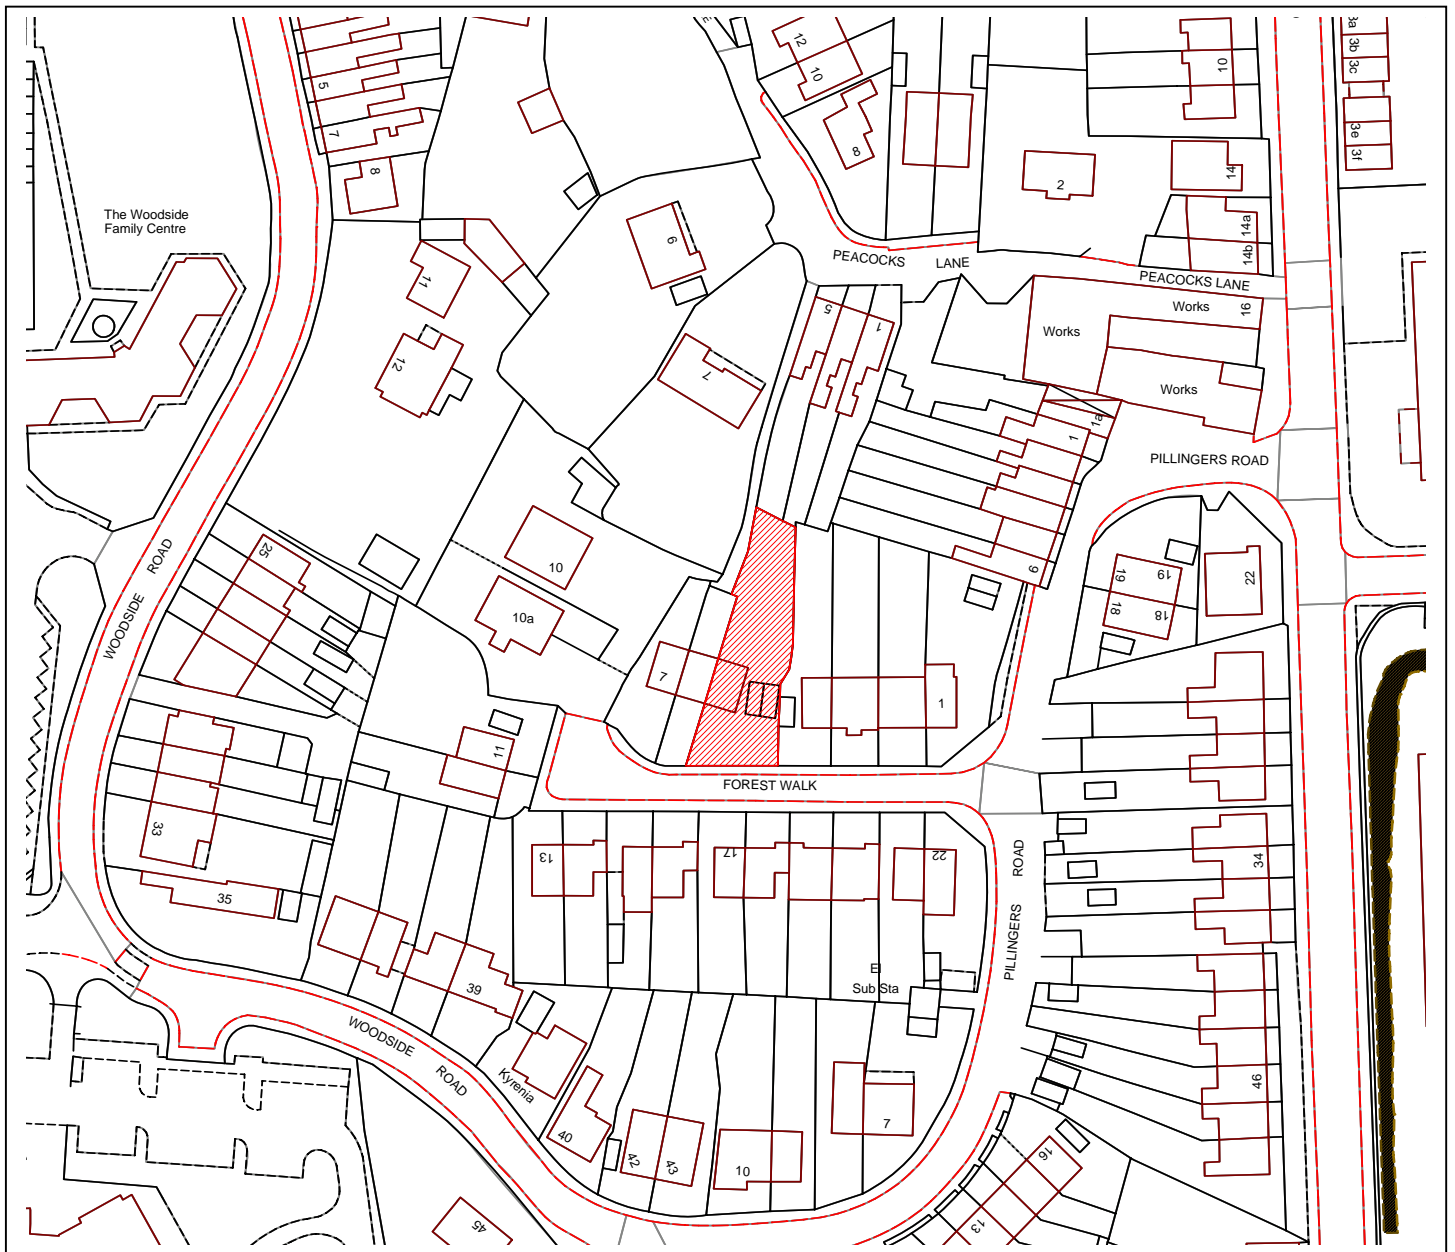 12
10
10
3a
3b
3c
3e
3f
5
7
8
8
2
14
14a
14b
The Woodside
Family Centre
PEACOCKS LANE
PEACOCKS LANE
6
11
12
7
5
1
Works
Works
16
Works
1a
1
PILLINGERS ROAD
9
25
10
10a
WOODSIDE ROAD
19
19
18
18
22
7
1
11
FOREST WALK
33
35
13
17
22
34
PILLINGERS ROAD
El
Sub Sta
39
WOODSIDE ROAD
Kyrenia
40
42
43
10
7
46
16
13
45